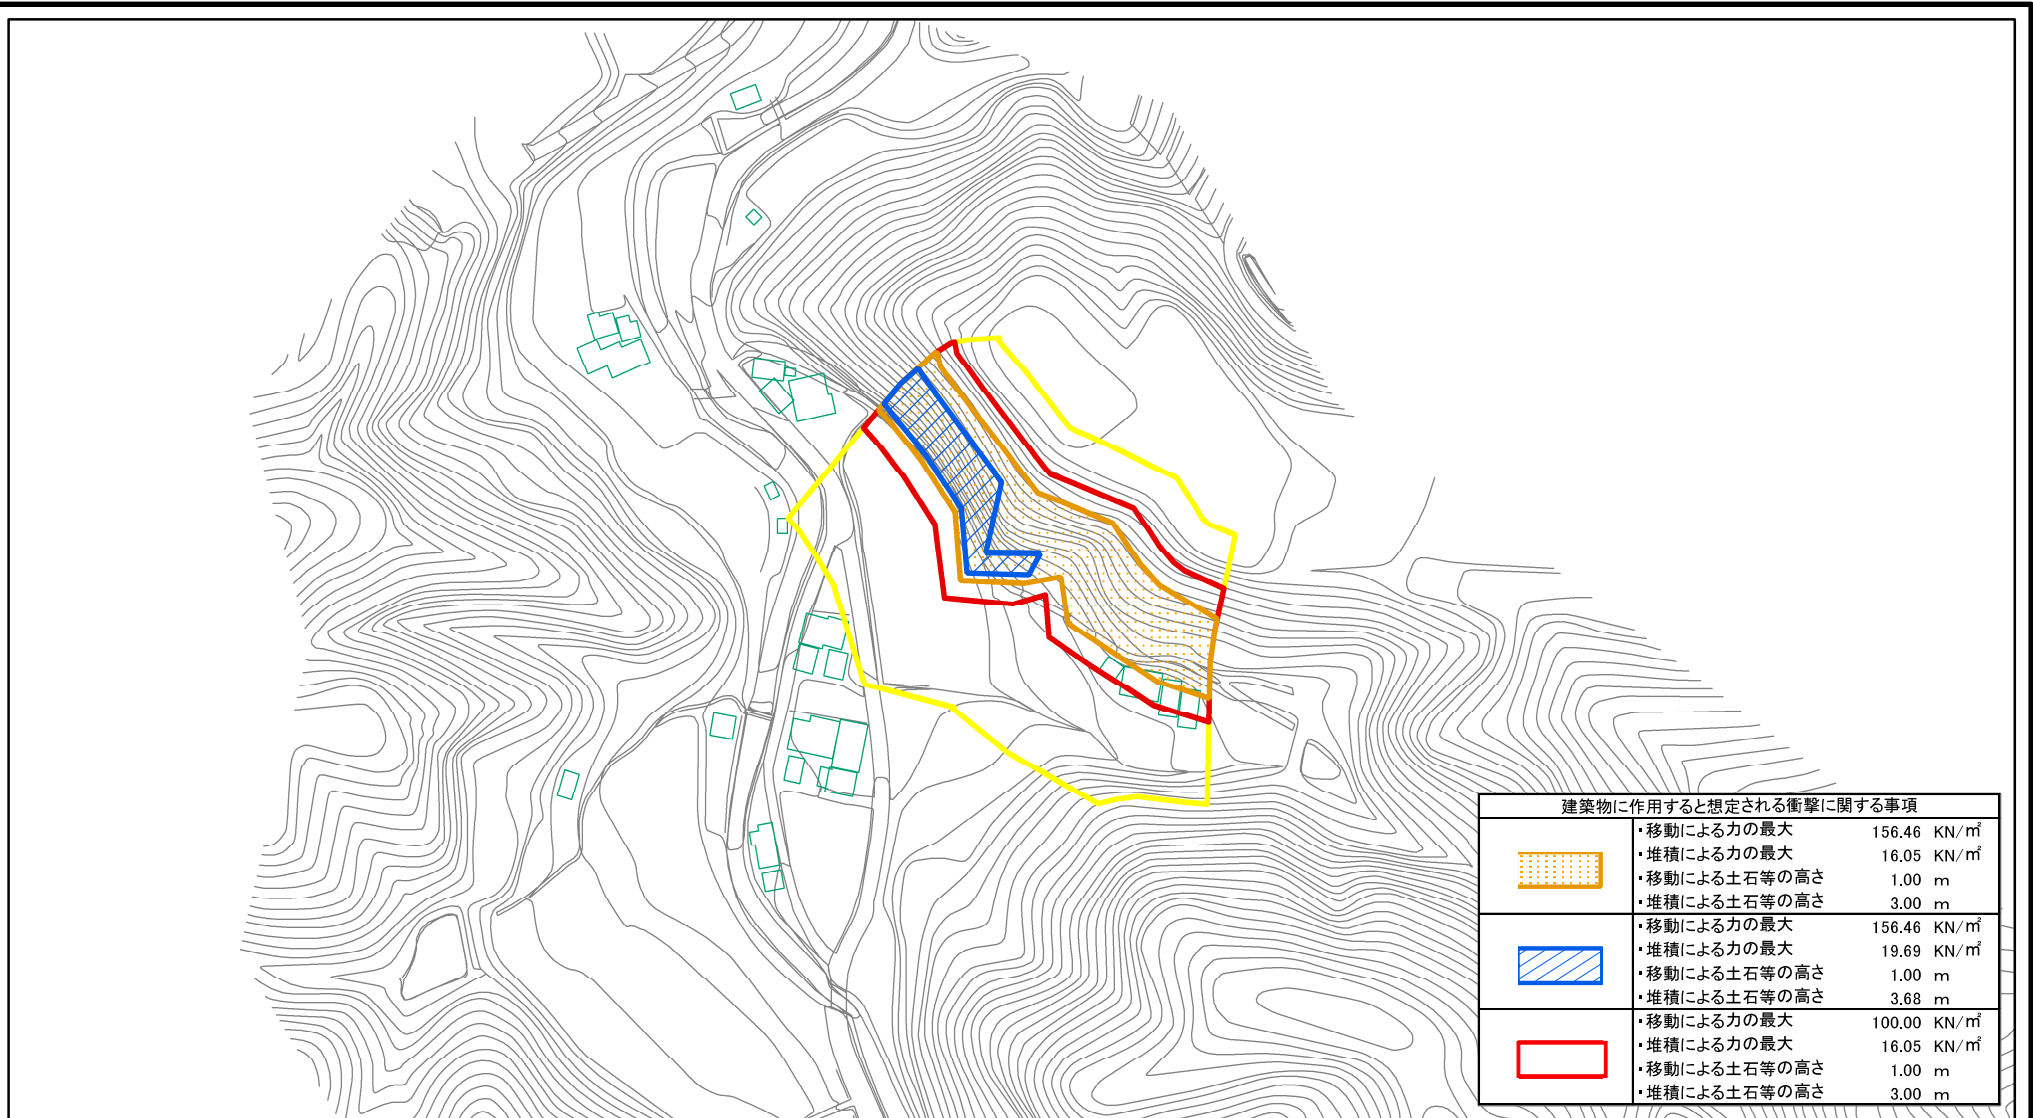 建築物に作用すると想定される衝撃に関する事項
・移動による力の最大 156.46 KN/㎡
・堆積による力の最大 16.05 KN/㎡
・移動による土石等の高さ 1.00 m
・堆積による土石等の高さ 3.00 m
・移動による力の最大 156.46 KN/㎡
・堆積による力の最大 19.69 KN/㎡
・移動による土石等の高さ 1.00 m
・堆積による土石等の高さ 3.68 m
・移動による力の最大 100.00 KN/㎡
・堆積による力の最大 16.05 KN/㎡
・移動による土石等の高さ 1.00 m
・堆積による土石等の高さ 3.00 m